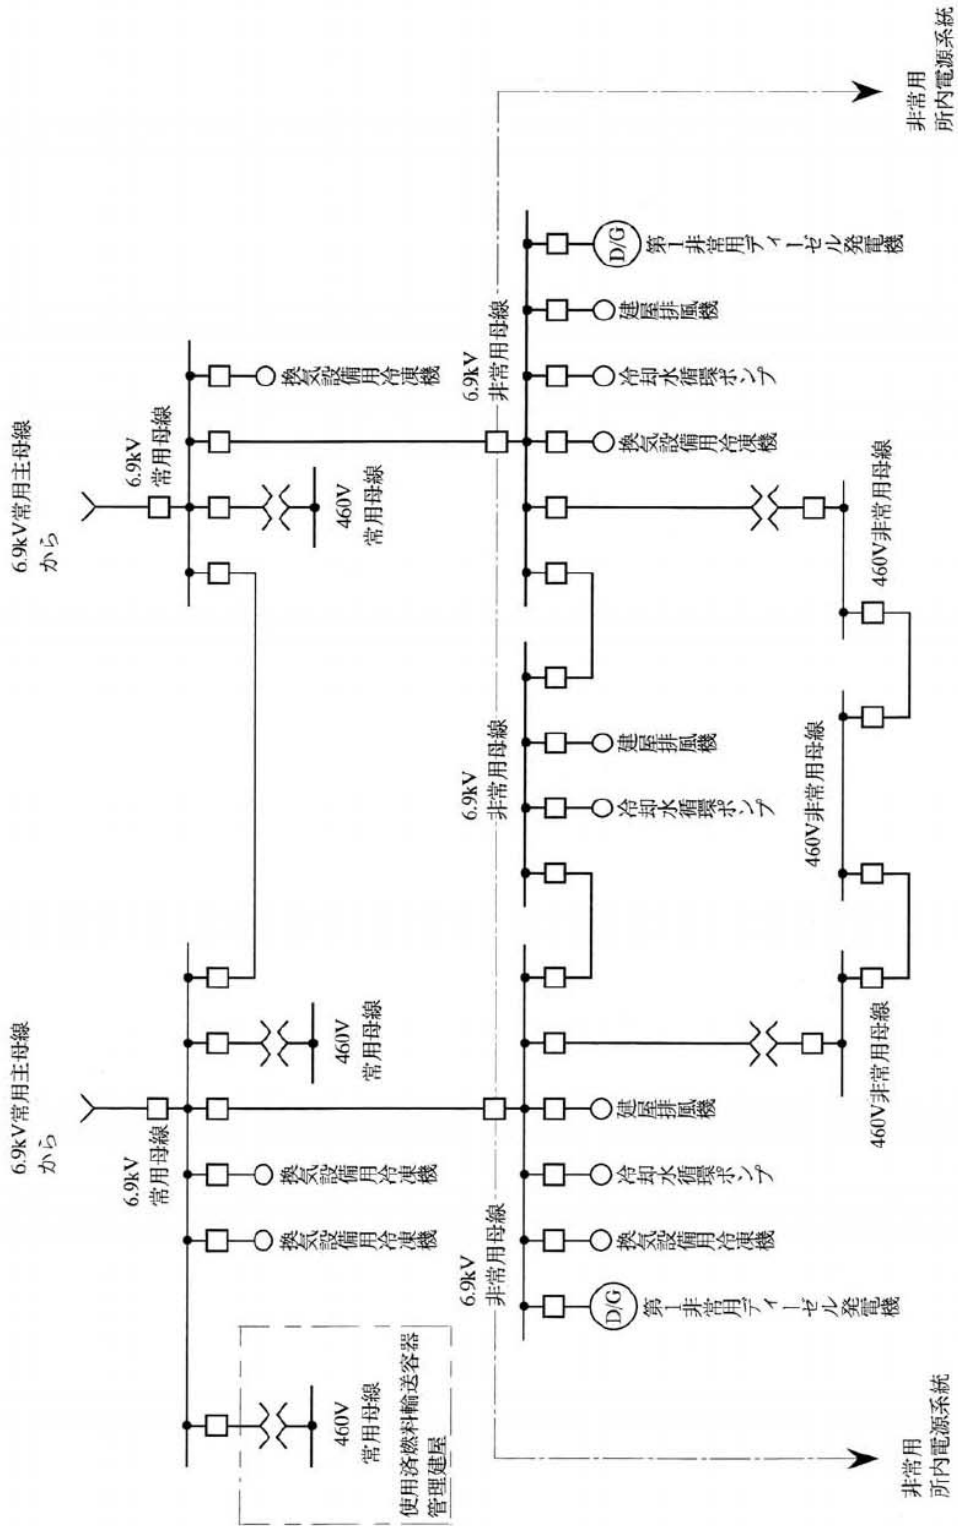 6.9kV常用主母線
から
6.9kV常用主母線
から
6.9kV
常用母線
6.9kV
常用母線
換気設備用冷凍機
換気設備用冷凍機
460V
常用母線
460V
常用母線
換気設備用冷凍機
460V
常用母線
使用済燃料輸送容器
管理建屋
6.9kV
非常用母線
6.9kV
非常用母線
6.9kV
非常用母線
D/G
第1非常用ディーゼル発電機
換気設備用冷凍機
冷却水循環ポンプ
建屋排風機
冷却水循環ポンプ
建屋排風機
換気設備用冷凍機
冷却水循環ポンプ
建屋排風機
D/G
第1非常用ディーゼル発電機
460V非常用母線
460V非常用母線
460V非常用母線
非常用
所内電源系統
非常用
所内電源系統